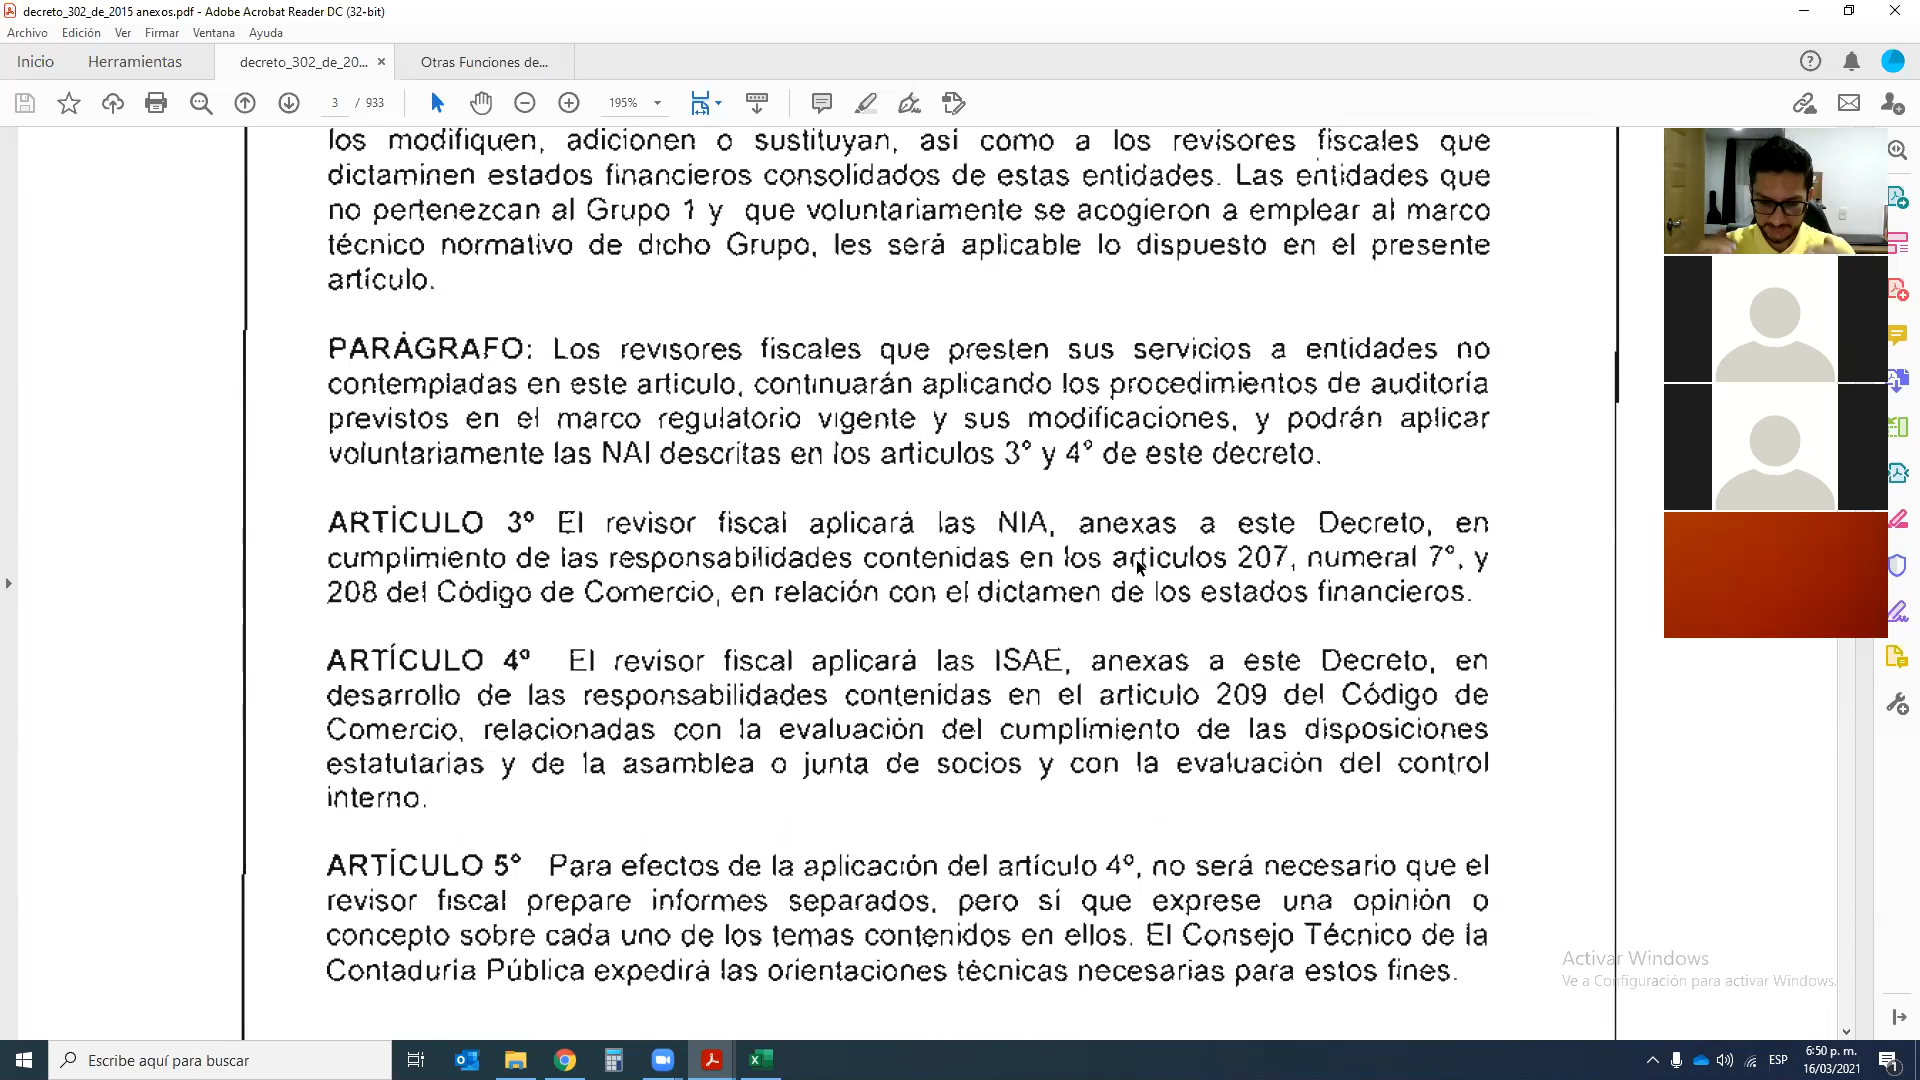 decreto_302_de_2015 anexos.pdf - Adobe Acrobat Reader DC (32-bit)
Archivo Edición Ver Firmar Ventana Ayuda
Inicio Herramientas decreto_302_de_20... × Otras Funciones de...
3 / 933 195%
los modifiquen, adicionen o sustituyan, así como a los revisores fiscales que
dictaminen estados financieros consolidados de estas entidades. Las entidades que
no pertenezcan al Grupo 1 y que voluntariamente se acogieron a emplear al marco
técnico normativo de dicho Grupo, les será aplicable lo dispuesto en el presente
artículo.
PARÁGRAFO: Los revisores fiscales que presten sus servicios a entidades no
contempladas en este articulo, continuarán aplicando los procedimientos de auditoría
previstos en el marco regulatorio vigente y sus modificaciones, y podrán aplicar
voluntariamente las NAI descritas en los articulos 3° y 4° de este decreto.
ARTÍCULO 3° El revisor fiscal aplicará las NIA, anexas a este Decreto, en
cumplimiento de las responsabilidades contenidas en los articulos 207, numeral 7°, y
208 del Código de Comercio, en relación con el dictamen de los estados financieros.
ARTÍCULO 4° El revisor fiscal aplicará las ISAE, anexas a este Decreto, en
desarrollo de las responsabilidades contenidas en el articulo 209 del Código de
Comercio, relacionadas con la evaluación del cumplimiento de las disposiciones
estatutarias y de la asamblea o junta de socios y con la evaluación del control
interno.
ARTÍCULO 5° Para efectos de la aplicación del artículo 4°, no será necesario que el
revisor fiscal prepare informes separados, pero sí que exprese una opinión o
concepto sobre cada uno de los temas contenidos en ellos. El Consejo Técnico de la
Contaduría Pública expedirá las orientaciones técnicas necesarias para estos fines.
Activar Windows
Ve a Configuración para activar Windows.
Escribe aquí para buscar
ESP
6:50 p. m.
16/03/2021
1